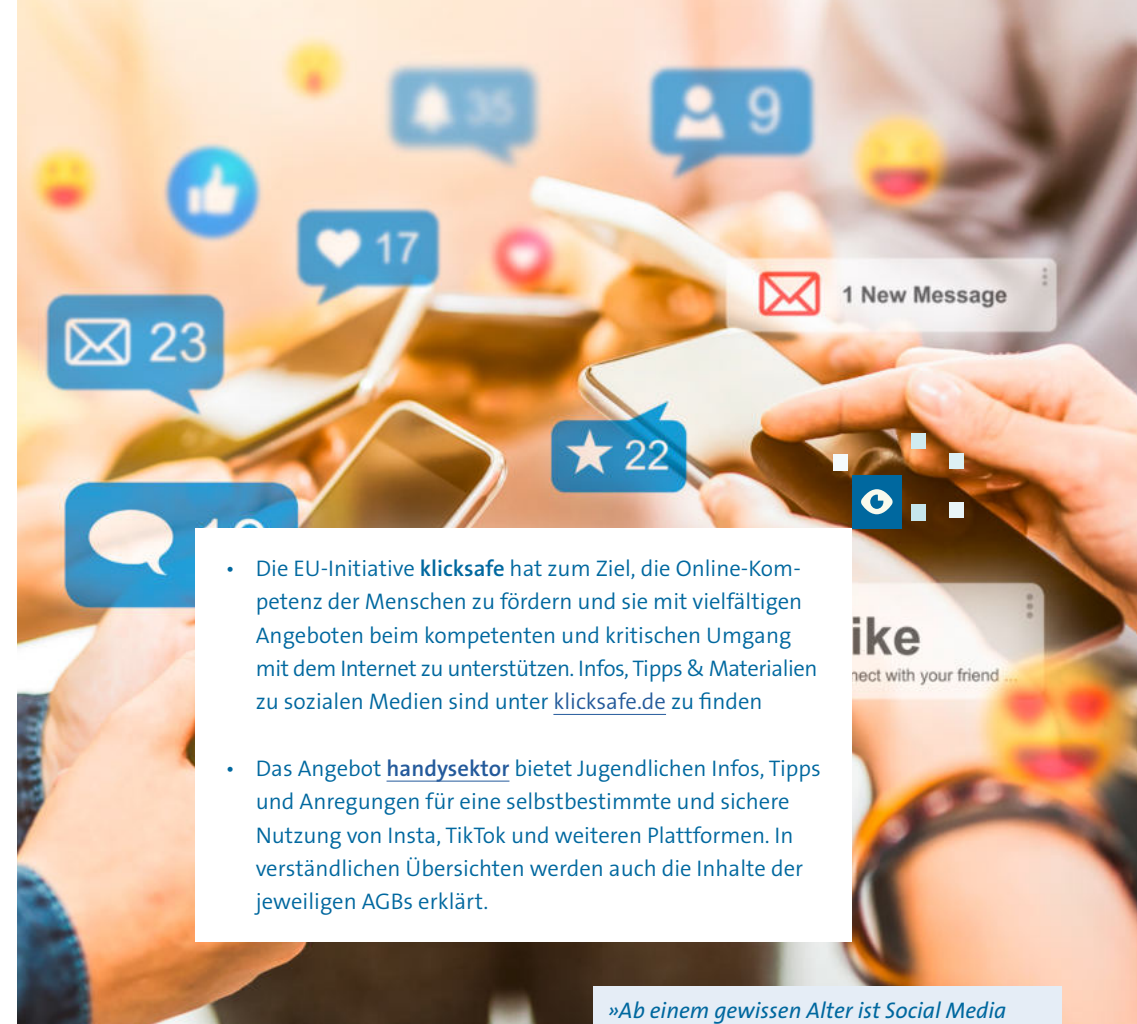 35
9
17
1 New Message
23
22
• Die EU-Initiative klicksafe hat zum Ziel, die Online-Kom-
petenz der Menschen zu fördern und sie mit vielfältigen
Angeboten beim kompetenten und kritischen Umgang
mit dem Internet zu unterstützen. Infos, Tipps & Materialien
zu sozialen Medien sind unter klicksafe.de zu finden
• Das Angebot handysektor bietet Jugendlichen Infos, Tipps
und Anregungen für eine selbstbestimmte und sichere
Nutzung von Insta, TikTok und weiteren Plattformen. In
verständlichen Übersichten werden auch die Inhalte der
jeweiligen AGBs erklärt.
ike
nect with your friend ...
»Ab einem gewissen Alter ist Social Media